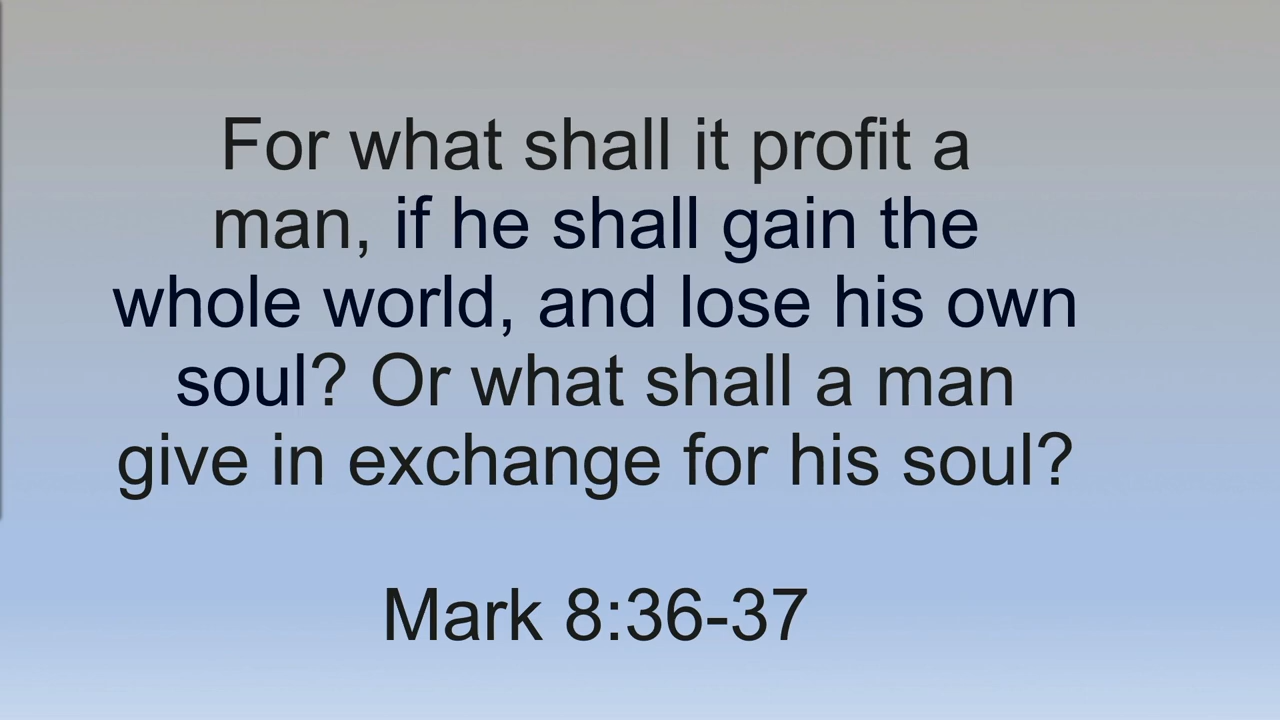 For what shall it profit a
man, if he shall gain the
whole world, and lose his own
soul? Or what shall a man
give in exchange for his soul?
Mark 8:36-37